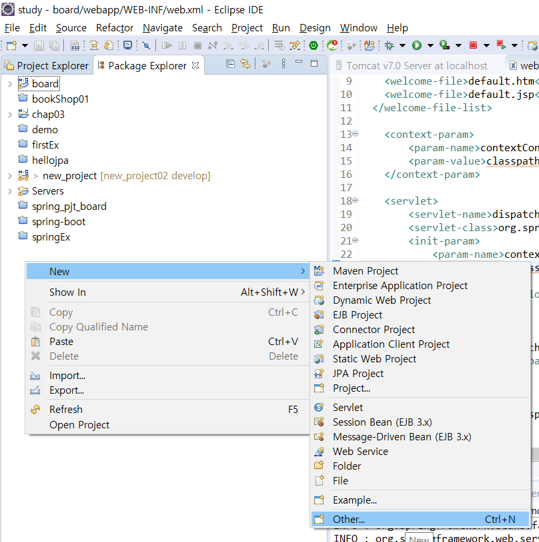 study - board/webapp/WEB-INF/web.xml - Eclipse IDE
File Edit Source Refactor Navigate Search Project Run Design Window Help
Project Explorer Package Explorer
Tomcat v7.0 Server at localhost web
board
bookShop01
chap03
demo
firstEx
hellojpa
> new_project [new_project02 develop]
Servers
spring_pjt_board
spring-boot
springEx
9 <welcome-file>default.htm<
10 <welcome-file>default.jsp<
11 </welcome-file-list>
12
13 <context-param>
14 <param-name>contextCon
15 <param-value>classpath
16 </context-param>
17
18 <servlet>
19 <servlet-name>dispatch
20 <servlet-class>org.spr
21 <init-param>
22 <param-name>contex
New
Show In Alt+Shift+W >
Copy Ctrl+C
Copy Qualified Name
Paste Ctrl+V
Delete Delete
Import...
Export...
Refresh F5
Open Project
Maven Project
Enterprise Application Project
Dynamic Web Project
EJB Project
Connector Project
Application Client Project
Static Web Project
JPA Project
Project...
Servlet
Session Bean (EJB 3.x)
Message-Driven Bean (EJB 3.x)
Web Service
Folder
File
Example...
Other... Ctrl+N
New
INFO : org.s
eframework.web.serv